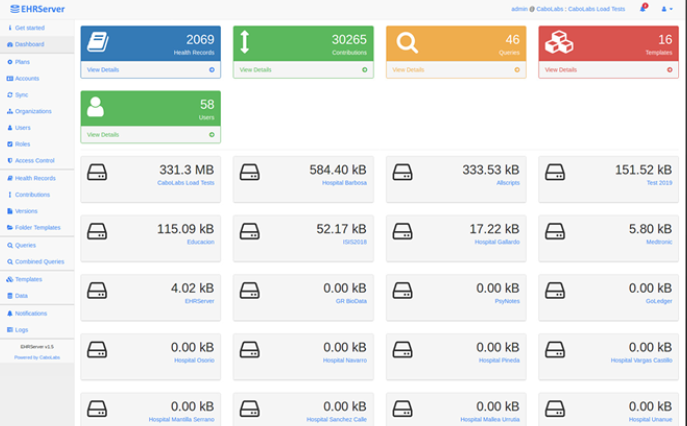 EHRServer
admin @ CaboLabs : CaboLabs Load Tests
Get started
Dashboard
Plans
Accounts
Sync
Organizations
Users
Roles
Access Control
Health Records
Contributions
Versions
Folder Templates
Queries
Combined Queries
Templates
Data
Notifications
Logs
EHRServer v1.5
Powered by CaboLabs
2069
Health Records
View Details
30265
Contributions
View Details
46
Queries
View Details
16
Templates
View Details
58
Users
View Details
331.3 MB
CaboLabs Load Tests
584.40 kB
Hospital Barbosa
333.53 kB
Allscripts
151.52 kB
Test 2019
115.09 kB
Educacion
52.17 kB
ISIS2018
17.22 kB
Hospital Gallardo
5.80 kB
Medtronic
4.02 kB
EHRServer
0.00 kB
GR BioData
0.00 kB
PsyNotes
0.00 kB
GoLedger
0.00 kB
Hospital Osorio
0.00 kB
Hospital Navarro
0.00 kB
Hospital Pineda
0.00 kB
Hospital Vargas Castillo
0.00 kB
Hospital Mantilla Serrano
0.00 kB
Hospital Sanchez Calle
0.00 kB
Hospital Mallea Urrutia
0.00 kB
Hospital Unanue